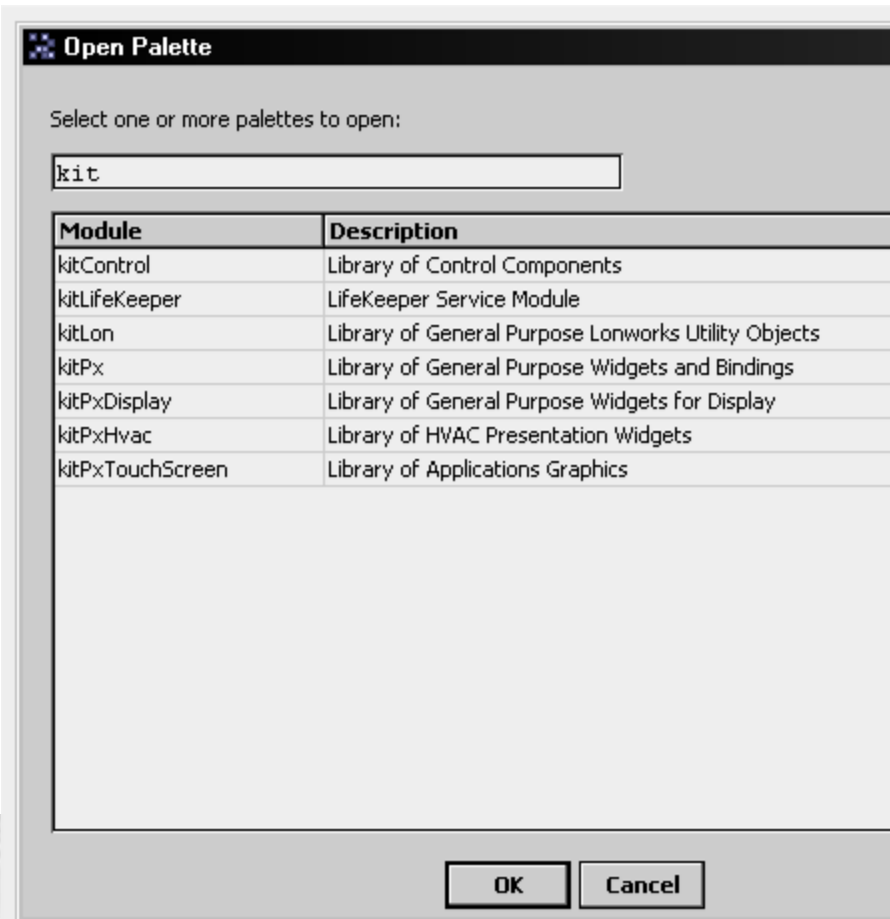 Open Palette
Select one or more palettes to open:
kit
Module Description
kitControl Library of Control Components
kitLifeKeeper LifeKeeper Service Module
kitLon Library of General Purpose Lonworks Utility Objects
kitPx Library of General Purpose Widgets and Bindings
kitPxDisplay Library of General Purpose Widgets for Display
kitPxHvac Library of HVAC Presentation Widgets
kitPxTouchScreen Library of Applications Graphics
OK Cancel